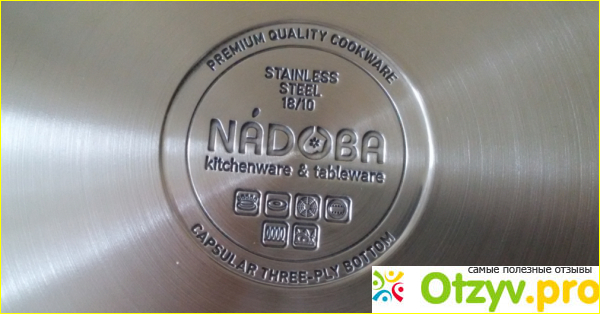 PREMIUM QUALITY COOKWARE
STAINLESS
STEEL
18/10
NÁDOBA
kitchenware & tableware
CAPSULAR THREE-PLY BOTTOM
самые полезные отзывы
Otzyv.pro